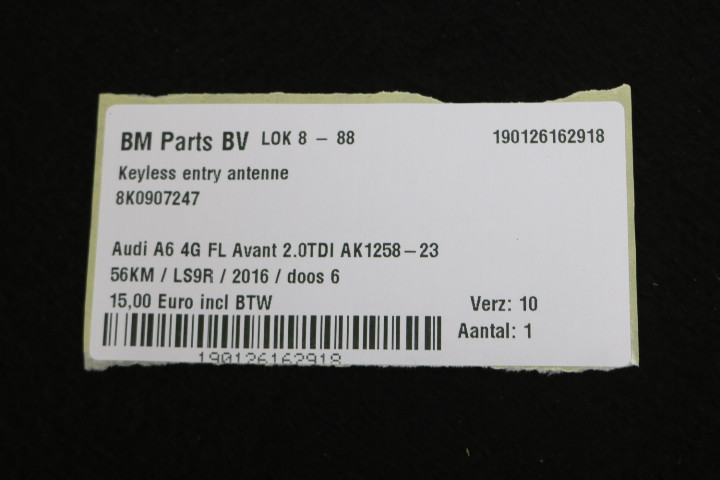 BM Parts BV LOK 8 – 88 190126162918
Keyless entry antenne
8K0907247
Audi A6 4G FL Avant 2.0TDI AK1258–23
56KM / LS9R / 2016 / doos 6
15,00 Euro incl BTW Verz: 10
Aantal: 1
190126162918